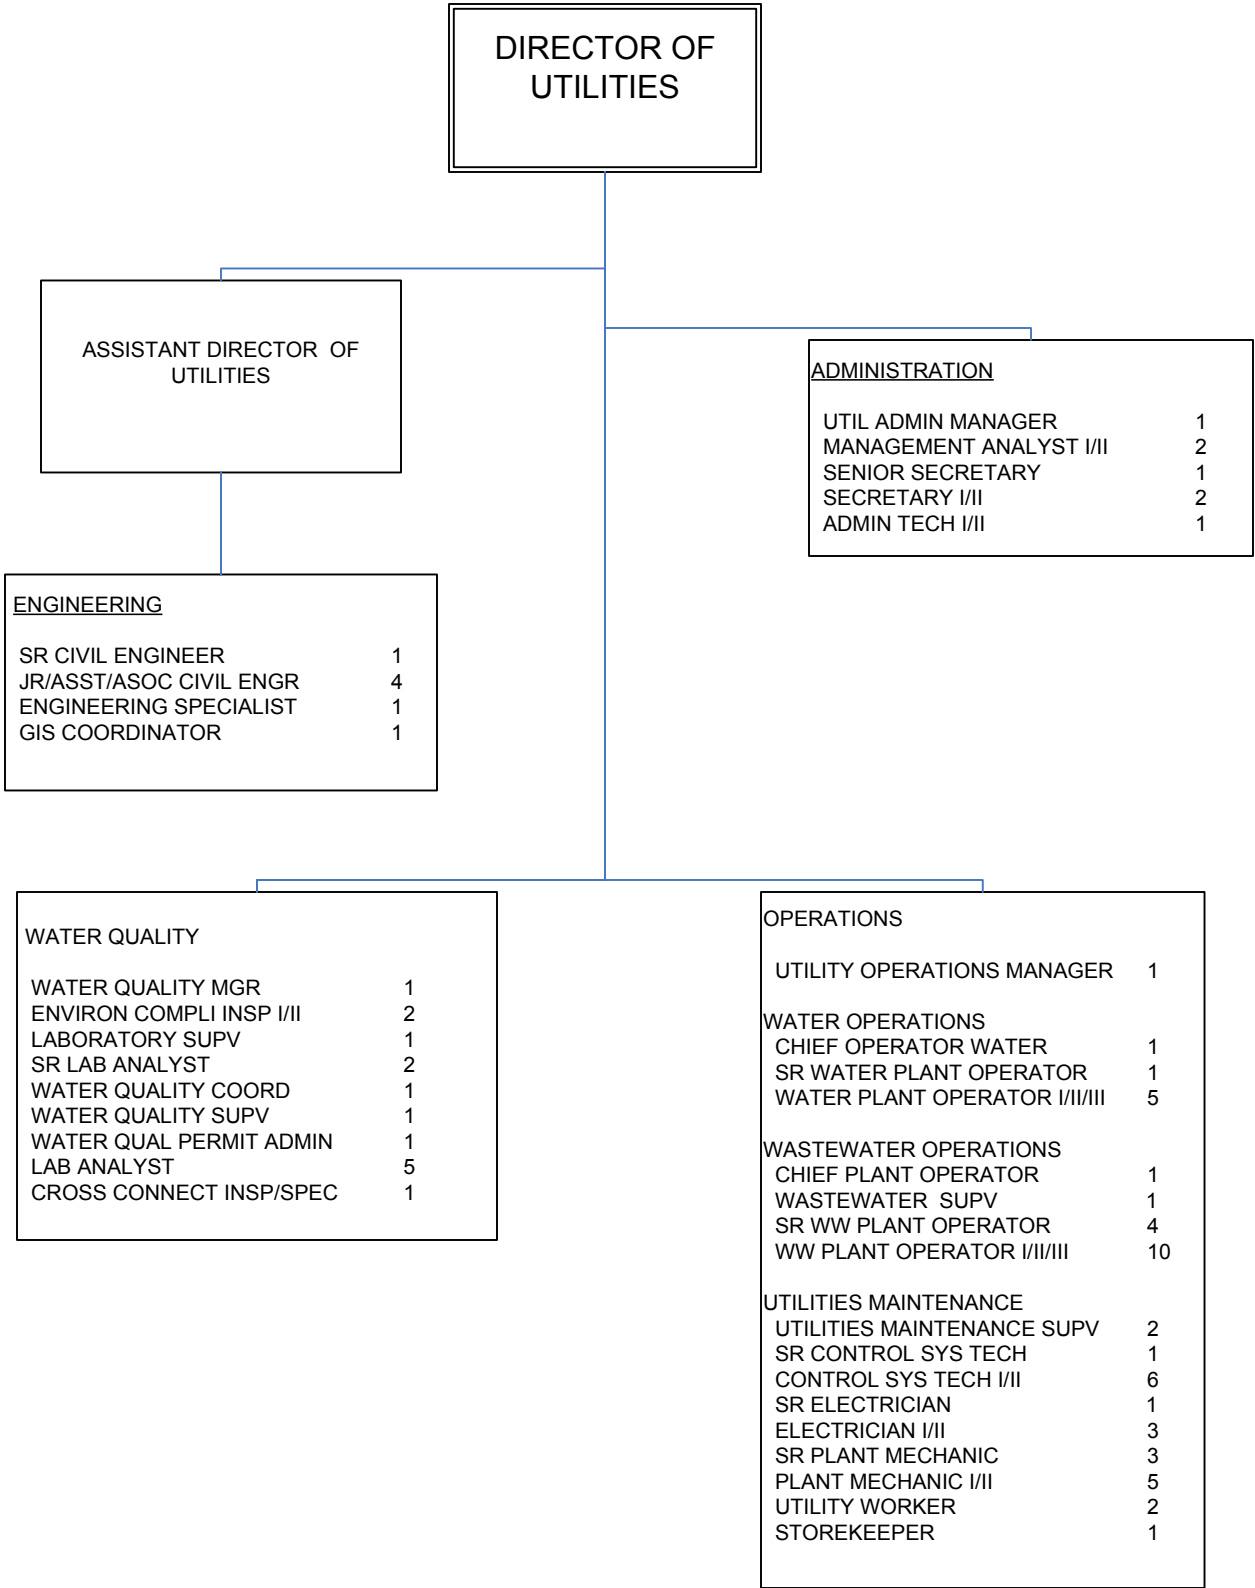 DIRECTOR OF
UTILITIES
ASSISTANT DIRECTOR  OF
UTILITIES
ADMINISTRATION
UTIL ADMIN MANAGER 1
MANAGEMENT ANALYST I/II 2
SENIOR SECRETARY 1
SECRETARY I/II 2
ADMIN TECH I/II 1
ENGINEERING
SR CIVIL ENGINEER 1
JR/ASST/ASOC CIVIL ENGR 4
ENGINEERING SPECIALIST 1
GIS COORDINATOR 1
WATER QUALITY
WATER QUALITY MGR 1
ENVIRON COMPLI INSP I/II 2
LABORATORY SUPV 1
SR LAB ANALYST 2
WATER QUALITY COORD 1
WATER QUALITY SUPV 1
WATER QUAL PERMIT ADMIN 1
LAB ANALYST 5
CROSS CONNECT INSP/SPEC 1
OPERATIONS
UTILITY OPERATIONS MANAGER 1
WATER OPERATIONS
CHIEF OPERATOR WATER 1
SR WATER PLANT OPERATOR 1
WATER PLANT OPERATOR I/II/III 5
WASTEWATER OPERATIONS
CHIEF PLANT OPERATOR 1
WASTEWATER  SUPV 1
SR WW PLANT OPERATOR 4
WW PLANT OPERATOR I/II/III 10
UTILITIES MAINTENANCE
UTILITIES MAINTENANCE SUPV 2
SR CONTROL SYS TECH 1
CONTROL SYS TECH I/II 6
SR ELECTRICIAN 1
ELECTRICIAN I/II 3
SR PLANT MECHANIC 3
PLANT MECHANIC I/II 5
UTILITY WORKER 2
STOREKEEPER 1